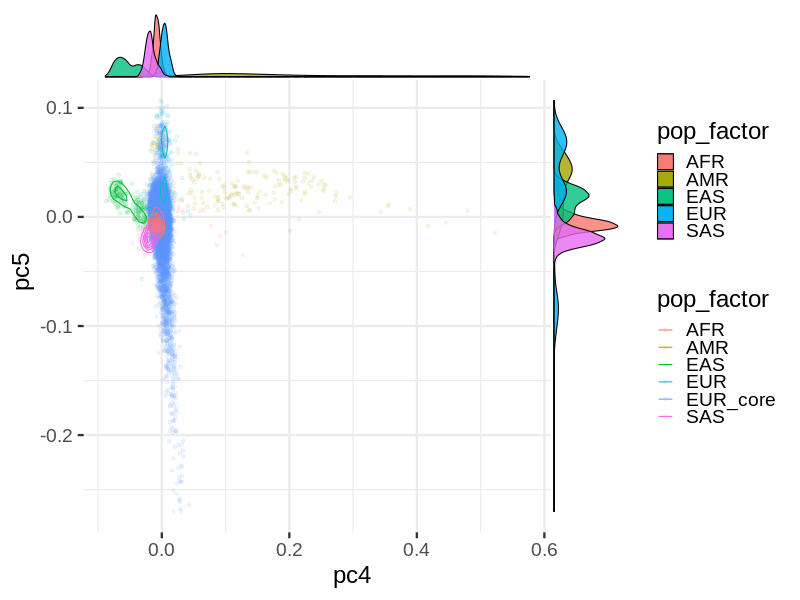 0.1
0.0
-0.1
-0.2
pc5
0.0 0.2 0.4 0.6
pc4
pop_factor
AFR
AMR
EAS
EUR
SAS
pop_factor
AFR
AMR
EAS
EUR
EUR_core
SAS